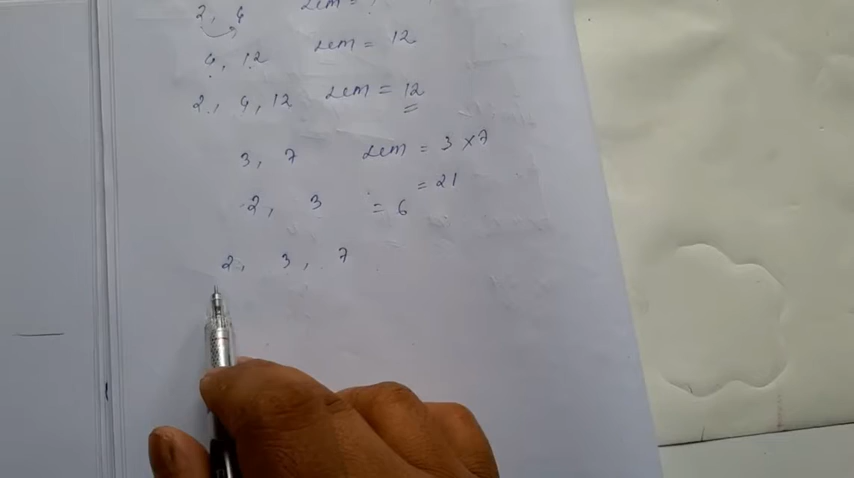 2, 4 Lcm =
4, 12 Lcm = 12
2, 4, 12 Lcm = 12
3, 7 Lcm = 3 x 7
= 21
2, 3 = 6
2, 3, 7